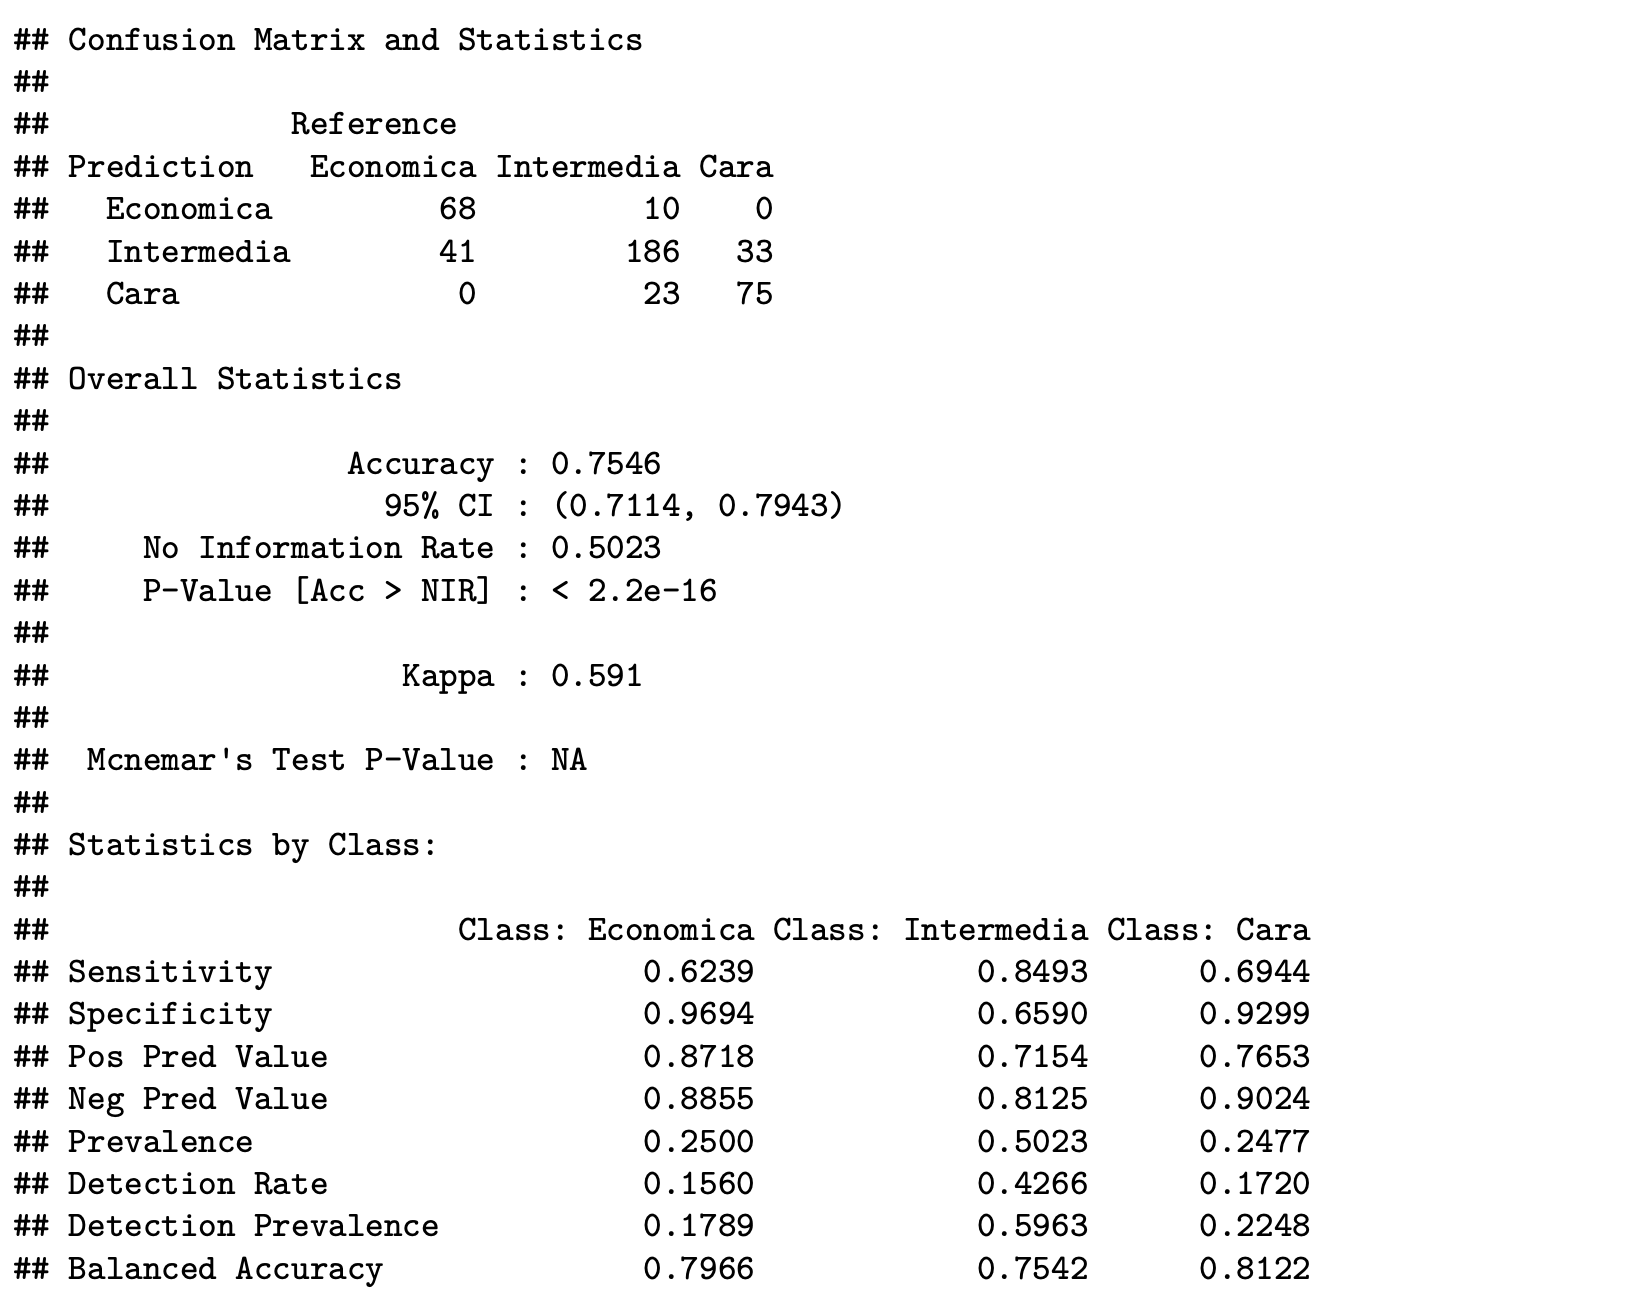 ## Confusion Matrix and Statistics
##
##             Reference
## Prediction   Economica Intermedia Cara
##   Economica         68         10    0
##   Intermedia        41        186   33
##   Cara               0         23   75
##
## Overall Statistics
##
##                Accuracy : 0.7546
##                  95% CI : (0.7114, 0.7943)
##     No Information Rate : 0.5023
##     P-Value [Acc > NIR] : < 2.2e-16
##
##                   Kappa : 0.591
##
##  Mcnemar's Test P-Value : NA
##
## Statistics by Class:
##
##                      Class: Economica Class: Intermedia Class: Cara
## Sensitivity                    0.6239            0.8493      0.6944
## Specificity                    0.9694            0.6590      0.9299
## Pos Pred Value                 0.8718            0.7154      0.7653
## Neg Pred Value                 0.8855            0.8125      0.9024
## Prevalence                     0.2500            0.5023      0.2477
## Detection Rate                 0.1560            0.4266      0.1720
## Detection Prevalence           0.1789            0.5963      0.2248
## Balanced Accuracy              0.7966            0.7542      0.8122